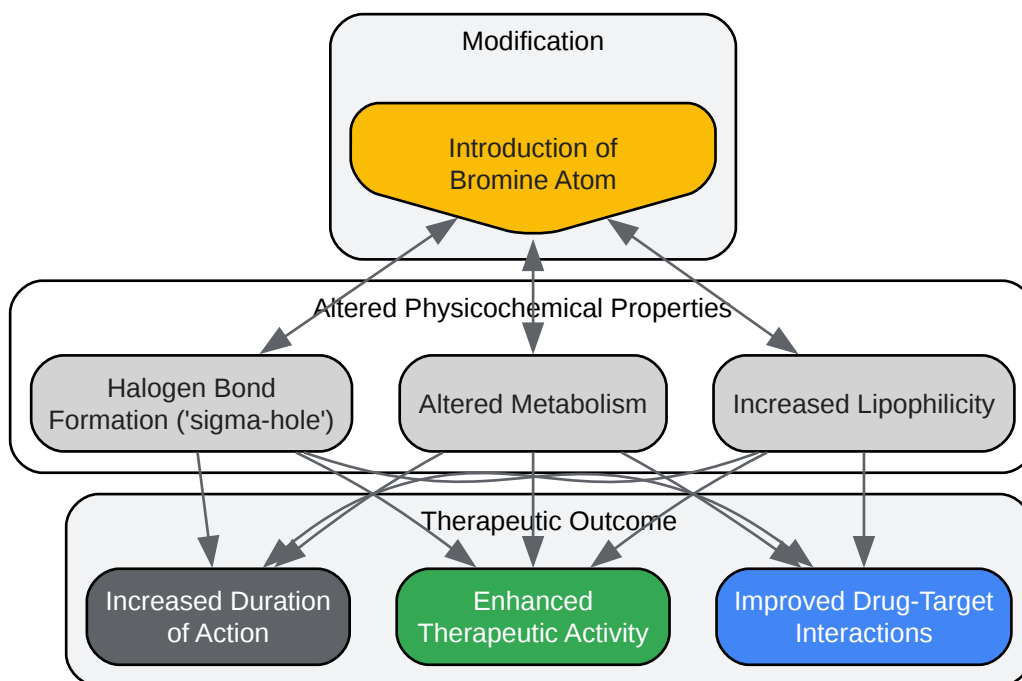 Modification
Introduction of
Bromine Atom
Altered Physicochemical Properties
Halogen Bond
Formation ('sigma-hole')
Altered Metabolism
Increased Lipophilicity
Therapeutic Outcome
Increased Duration
of Action
Enhanced
Therapeutic Activity
Improved Drug-Target
Interactions